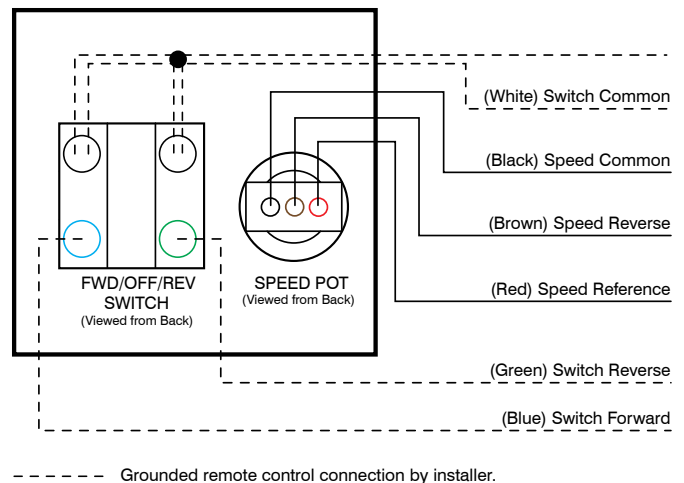 (White) Switch Common
(Black) Speed Common
(Brown) Speed Reverse
FWD/OFF/REV
SWITCH
(Viewed from Back)
SPEED POT
(Viewed from Back)
(Red) Speed Reference
(Green) Switch Reverse
(Blue) Switch Forward
Grounded remote control connection by installer.